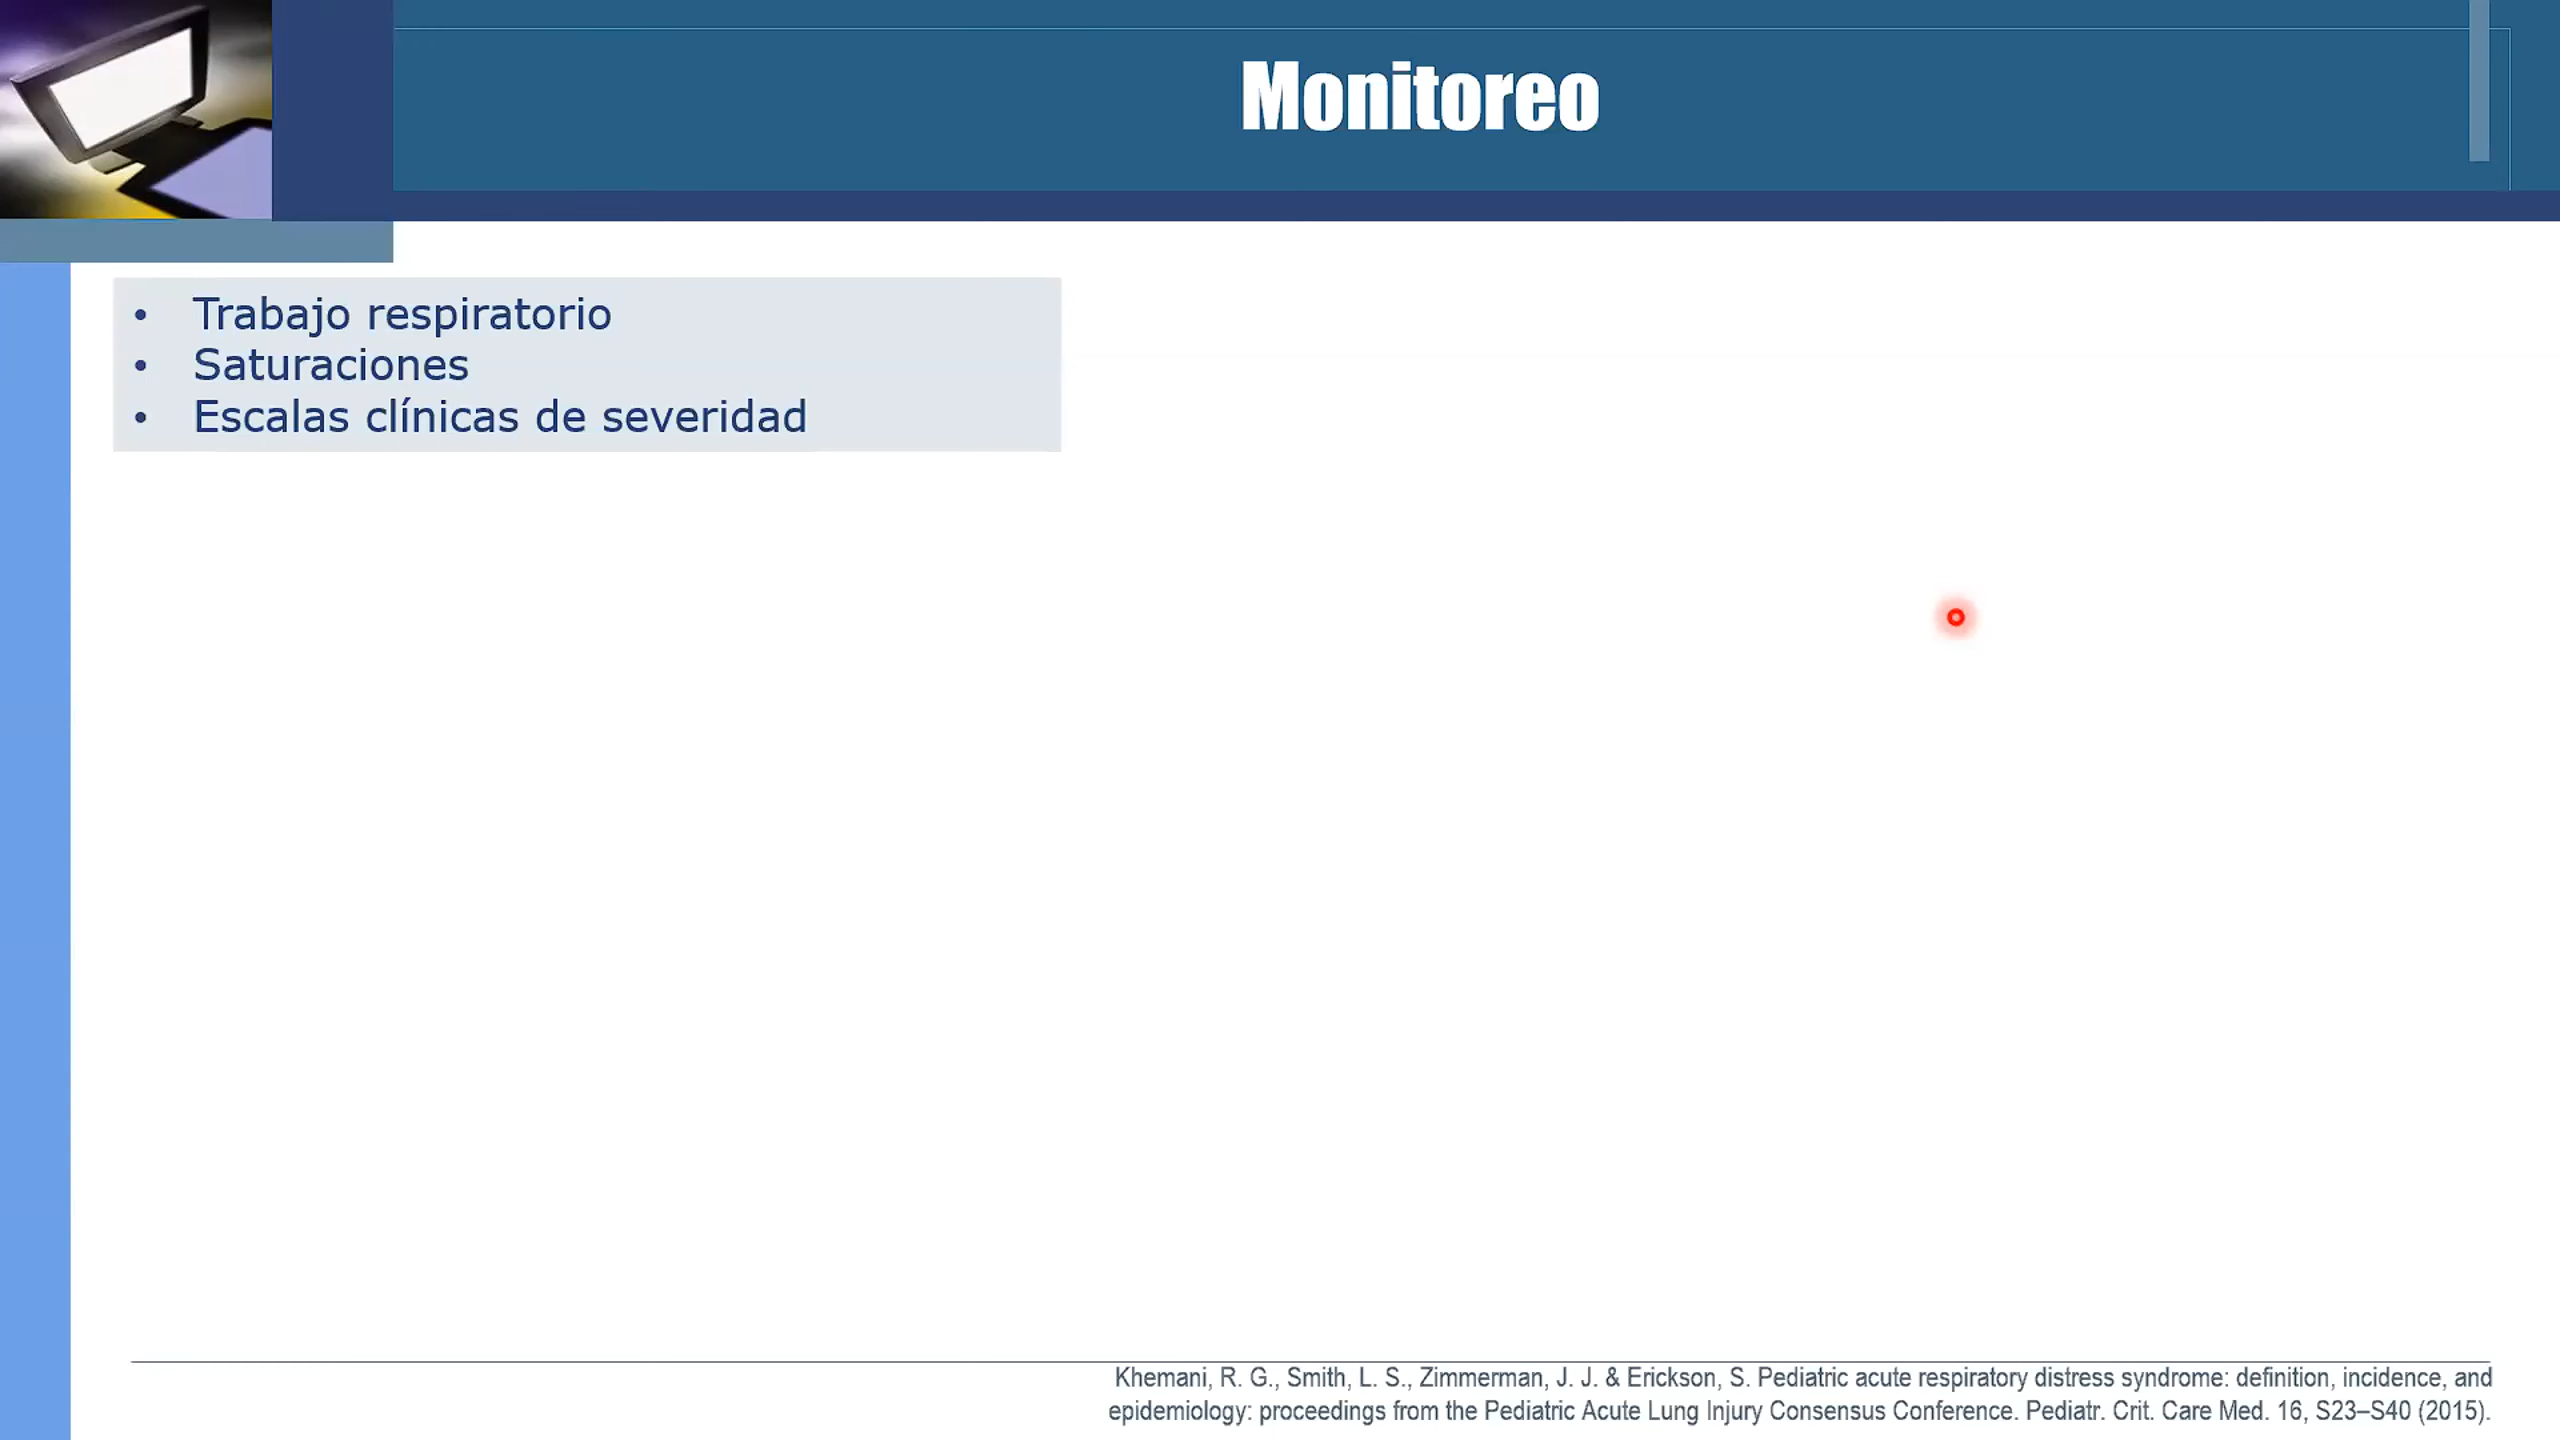 Monitoreo
• Trabajo respiratorio
• Saturaciones
• Escalas clínicas de severidad
Khemani, R. G., Smith, L. S., Zimmerman, J. J. & Erickson, S. Pediatric acute respiratory distress syndrome: definition, incidence, and
epidemiology: proceedings from the Pediatric Acute Lung Injury Consensus Conference. Pediatr. Crit. Care Med. 16, S23–S40 (2015).